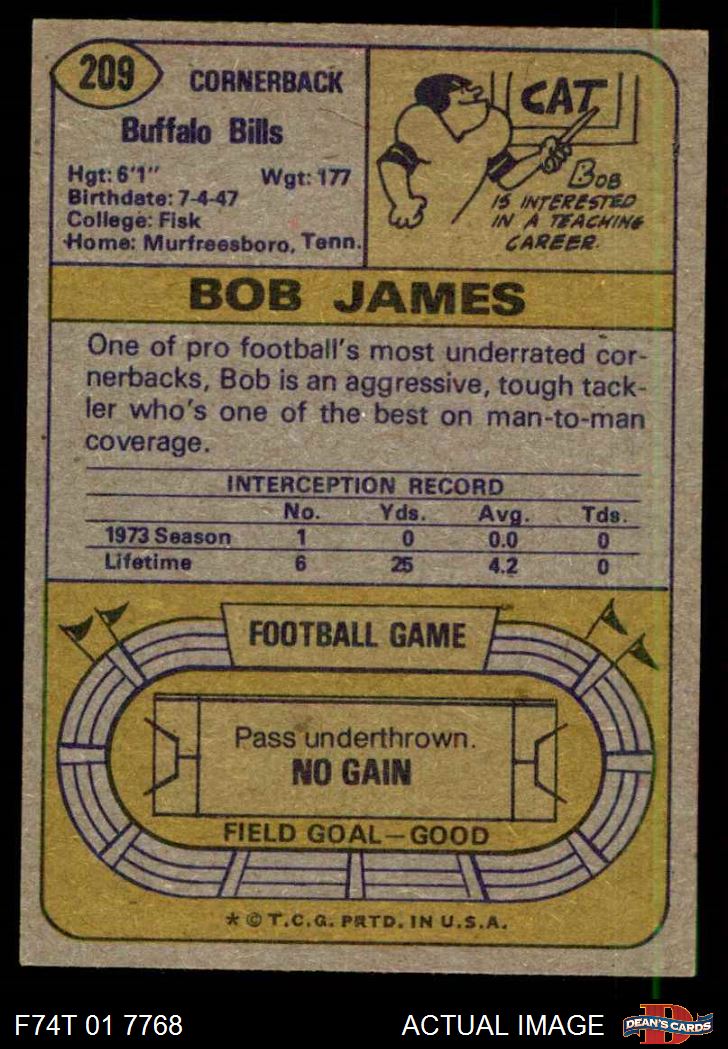 209
CORNERBACK
Buffalo Bills
Hgt: 6'1" Wgt: 177
Birthdate: 7-4-47
College: Fisk
Home: Murfreesboro, Tenn.
CAT
BOB
IS INTERESTED
IN A TEACHING
CAREER.
BOB JAMES
One of pro football's most underrated cor-
nerbacks, Bob is an aggressive, tough tack-
ler who's one of the best on man-to-man
coverage.
INTERCEPTION RECORD
No. Yds. Avg. Tds.
1973 Season 1 0 0.0 0
Lifetime 6 25 4.2 0
FOOTBALL GAME
Pass underthrown.
NO GAIN
FIELD GOAL—GOOD
* © T.C.G. PRTD. IN U.S.A.
F74T 01 7768 ACTUAL IMAGE
D
DEAN'S CARDS